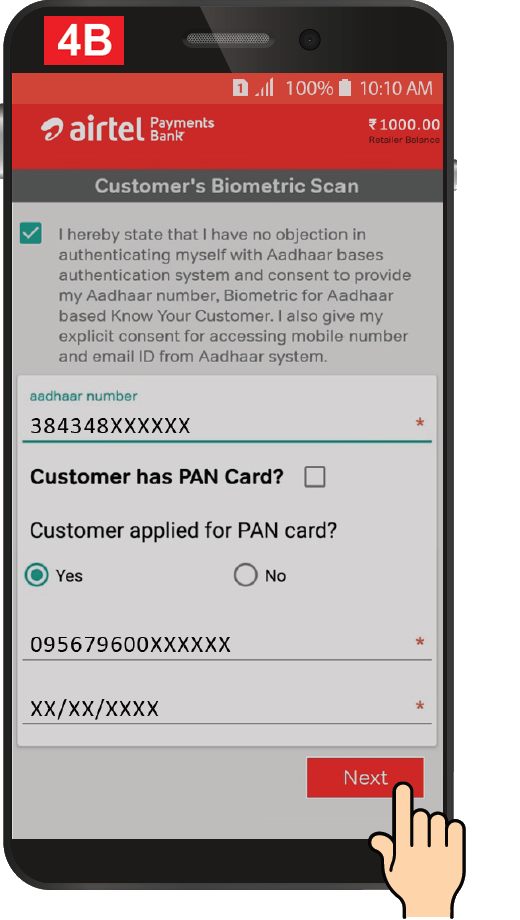 4B
1 100% 10:10 AM
airtel Payments Bank
₹1000.00
Retailer Balance
Customer's Biometric Scan
I hereby state that I have no objection in
authenticating myself with Aadhaar bases
authentication system and consent to provide
my Aadhaar number, Biometric for Aadhaar
based Know Your Customer. I also give my
explicit consent for accessing mobile number
and email ID from Aadhaar system.
aadhaar number
384348XXXXXX *
Customer has PAN Card?
Customer applied for PAN card?
Yes No
095679600XXXXXX *
XX/XX/XXXX *
Next